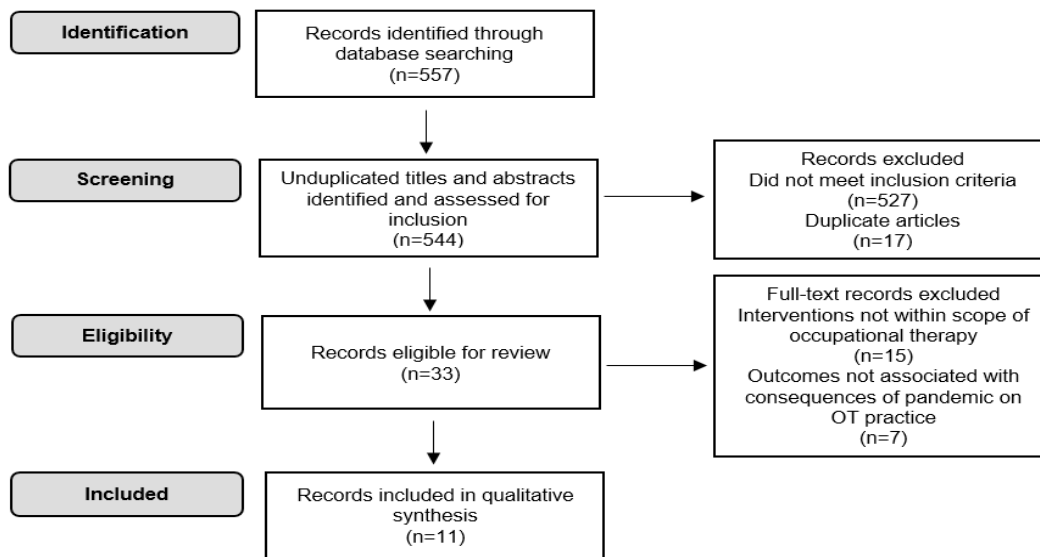 Identification
Records identified through
database searching
(n=557)
Screening
Unduplicated titles and abstracts
identified and assessed for
inclusion
(n=544)
Records excluded
Did not meet inclusion criteria
(n=527)
Duplicate articles
(n=17)
Eligibility
Records eligible for review
(n=33)
Full-text records excluded
Interventions not within scope of
occupational therapy
(n=15)
Outcomes not associated with
consequences of pandemic on
OT practice
(n=7)
Included
Records included in qualitative
synthesis
(n=11)